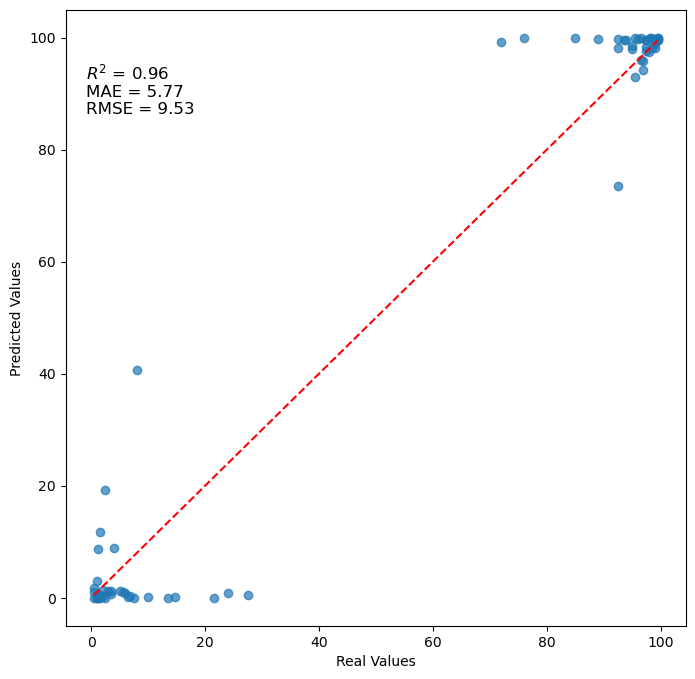 100
80
60
40
20
0
Predicted Values
R² = 0.96
MAE = 5.77
RMSE = 9.53
0 20 40 60 80 100
Real Values